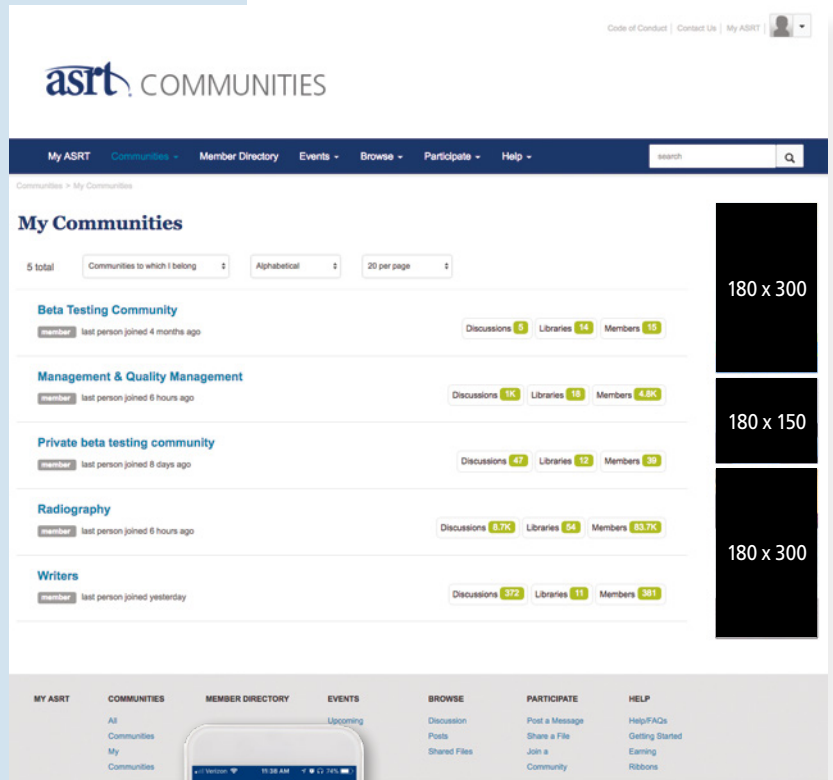 Code of Conduct | Contact Us | My ASRT |
asrt COMMUNITIES
My ASRT Communities Member Directory Events Browse Participate Help search
Communities > My Communities
My Communities
5 total Communities to which I belong Alphabetical 20 per page
180 x 300
Beta Testing Community
member last person joined 4 months ago Discussions 5 Libraries 14 Members 15
Management & Quality Management
member last person joined 6 hours ago Discussions 1K Libraries 18 Members 4.8K
180 x 150
Private beta testing community
member last person joined 8 days ago Discussions 47 Libraries 12 Members 39
Radiography
member last person joined 6 hours ago Discussions 8.7K Libraries 54 Members 83.7K
180 x 300
Writers
member last person joined yesterday Discussions 372 Libraries 11 Members 381
MY ASRT COMMUNITIES MEMBER DIRECTORY EVENTS BROWSE PARTICIPATE HELP
All Upcoming Discussion Post a Message Help/FAQs
Communities Posts Share a File Getting Started
My Shared Files Join a Earning
Communities Community Ribbons
Verizon 11:38 AM 74%